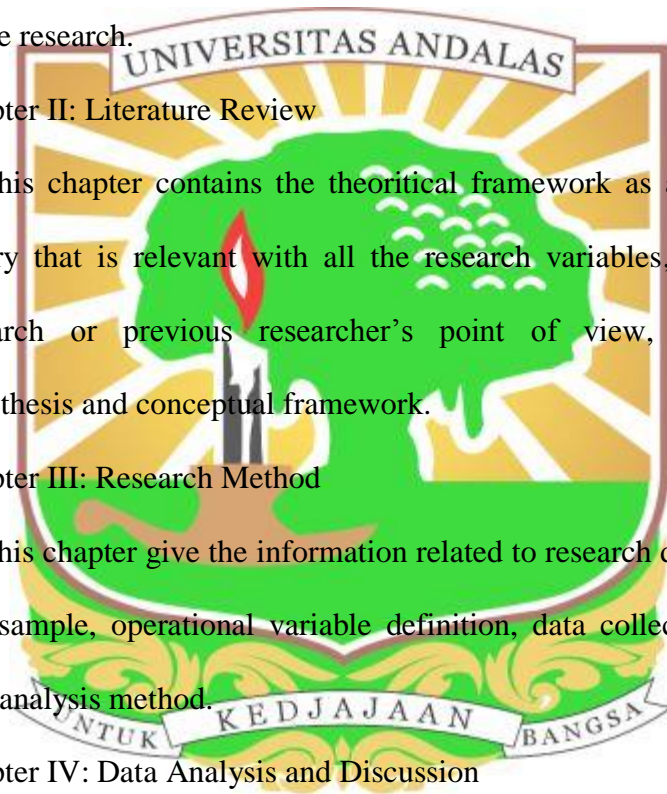 e research.
UNIVERSITAS ANDALAS
pter II: Literature Review
his chapter contains the theoritical framework as a
ry that is relevant with all the research variables,
arch or previous researcher’s point of view,
thesis and conceptual framework.
pter III: Research Method
his chapter give the information related to research
sample, operational variable definition, data collec
analysis method.
UNTUK KEDJAJAAN BANGSA
pter IV: Data Analysis and Discussion